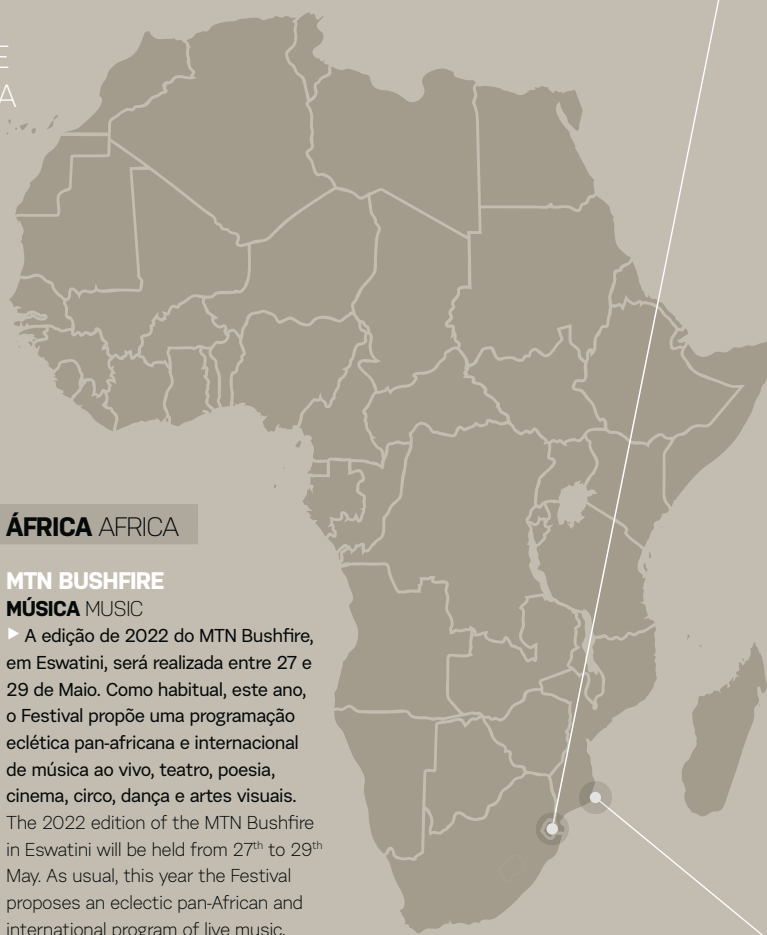 E
A
ÁFRICA AFRICA
MTN BUSHFIRE
MÚSICA MUSIC
A edição de 2022 do MTN Bushfire,
em Eswatini, será realizada entre 27 e
29 de Maio. Como habitual, este ano,
o Festival propõe uma programação
eclética pan-africana e internacional
de música ao vivo, teatro, poesia,
cinema, circo, dança e artes visuais.
The 2022 edition of the MTN Bushfire
in Eswatini will be held from 27th to 29th
May. As usual, this year the Festival
proposes an eclectic pan-African and
international program of live music,